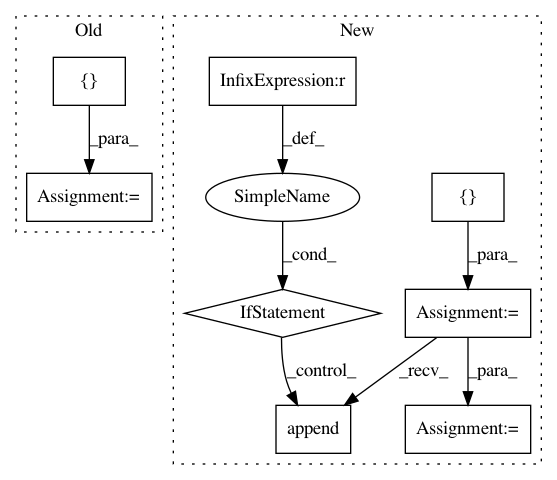 Old
New
{}
InfixExpression:r
_para_
_def_
Assignment:=
SimpleName
{}
_cond_
_para_
IfStatement
Assignment:=
_control_
_recv_
_para_
append
Assignment:=